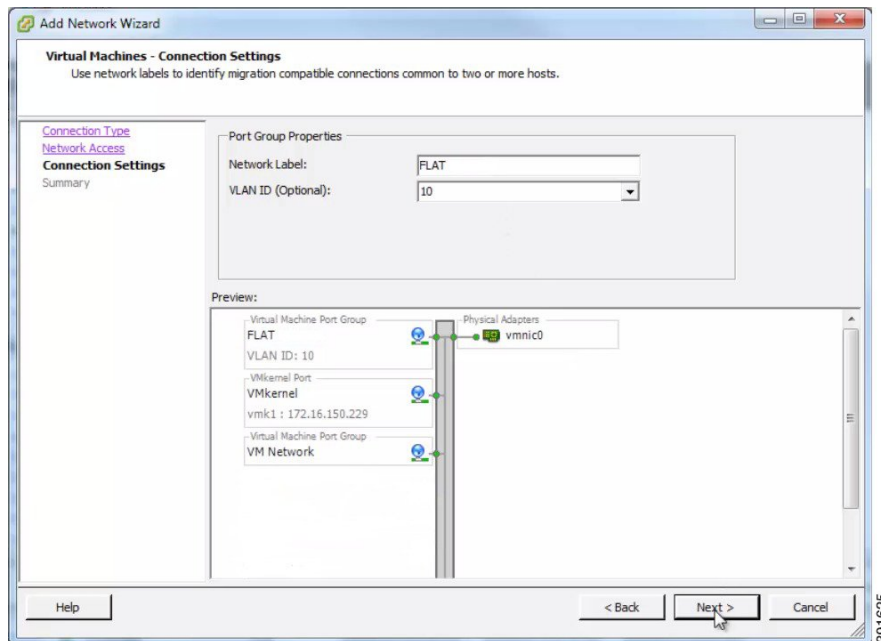 Add Network Wizard
Virtual Machines - Connection Settings
Use network labels to identify migration compatible connections common to two or more hosts.
Connection Type
Network Access
Connection Settings
Summary
Port Group Properties
Network Label:
FLAT
VLAN ID (Optional):
10
Preview:
Virtual Machine Port Group
FLAT
VLAN ID: 10
VMkernel Port
VMkernel
vmk1 : 172.16.150.229
Virtual Machine Port Group
VM Network
Physical Adapters
vmnic0
Help
< Back
Next >
Cancel